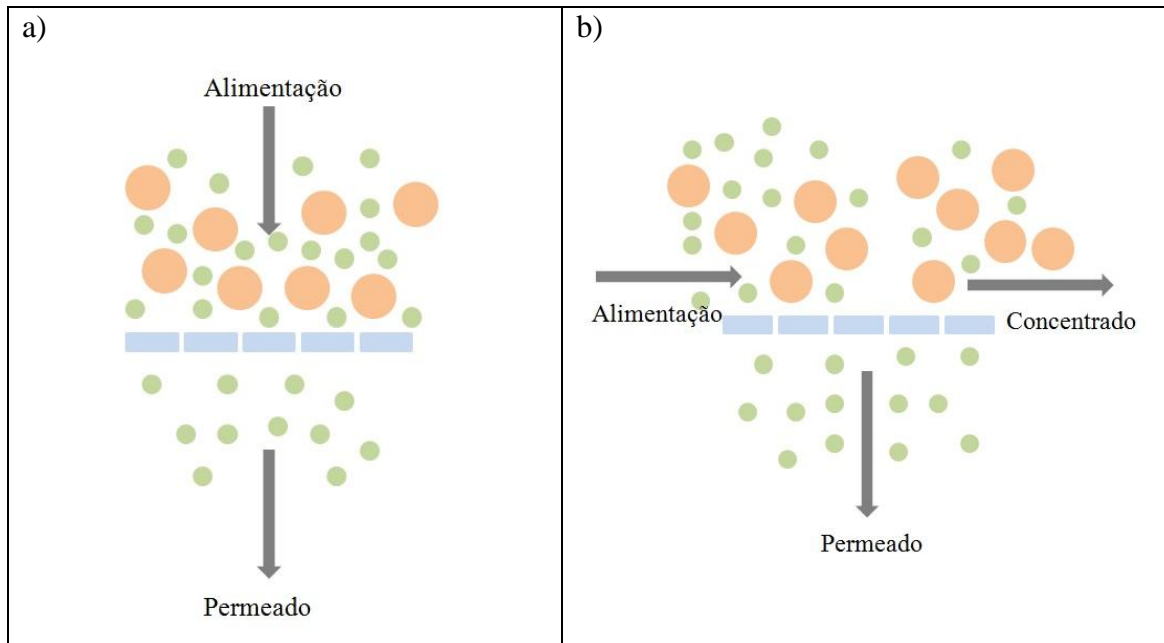 a)
Alimentação
Permeado
b)
Alimentação
Concentrado
Permeado